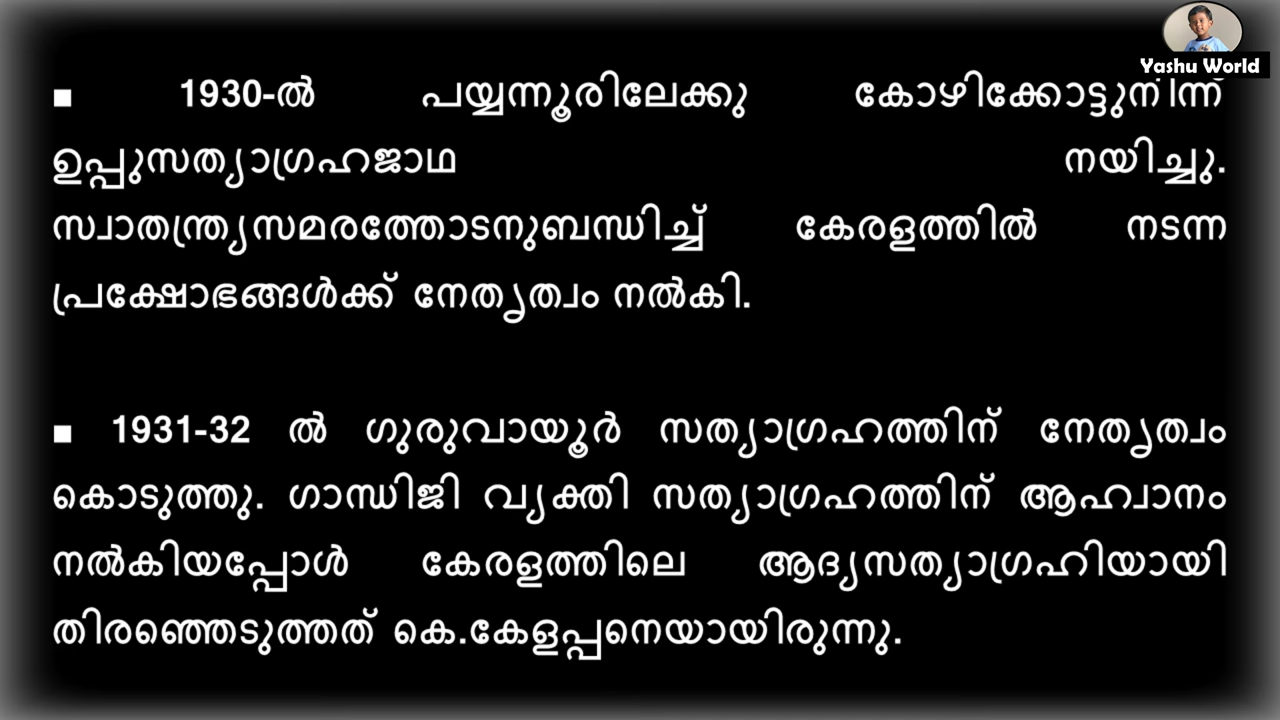 Yashu World
▪ 1930-ൽ പയ്യന്നൂരിലേക്കു കോഴിക്കോട്ടുനിന്ന്
ഉപ്പുസത്യാഗ്രഹജാഥ നയിച്ചു.
സ്വാതന്ത്ര്യസമരത്തോടനുബന്ധിച്ച് കേരളത്തിൽ നടന്ന
പ്രക്ഷോഭങ്ങൾക്ക് നേതൃത്വം നൽകി.
▪ 1931-32 ൽ ഗുരുവായൂർ സത്യാഗ്രഹത്തിന് നേതൃത്വം
കൊടുത്തു. ഗാന്ധിജി വ്യക്തി സത്യാഗ്രഹത്തിന് ആഹ്വാനം
നൽകിയപ്പോൾ കേരളത്തിലെ ആദ്യസത്യാഗ്രഹിയായി
തിരഞ്ഞെടുത്തത് കെ.കേളപ്പനെയായിരുന്നു.